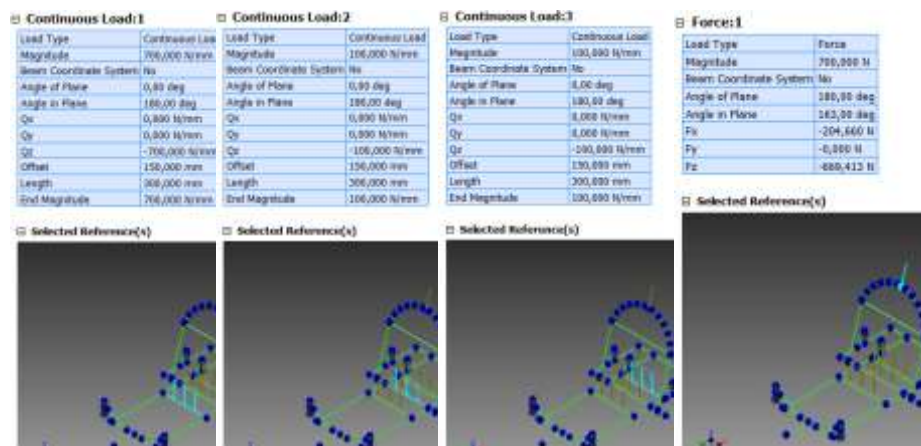 Continuous Load:1
Load Type Continuous Loa
Magnitude 700,000 N/mm
Beam Coordinate System No
Angle of Plane 0,00 deg
Angle in Plane 180,00 deg
Qx 0,000 N/mm
Qy 0,000 N/mm
Qz -700,000 N/mm
Offset 150,000 mm
Length 300,000 mm
End Magnitude 700,000 N/mm
Selected Reference(s)
Continuous Load:2
Load Type Continuous Load
Magnitude 100,000 N/mm
Beam Coordinate System No
Angle of Plane 0,00 deg
Angle in Plane 180,00 deg
Qx 0,000 N/mm
Qy 0,000 N/mm
Qz -100,000 N/mm
Offset 150,000 mm
Length 300,000 mm
End Magnitude 100,000 N/mm
Selected Reference(s)
Continuous Load:3
Load Type Continuous Load
Magnitude 100,000 N/mm
Beam Coordinate System No
Angle of Plane 0,00 deg
Angle in Plane 180,00 deg
Qx 0,000 N/mm
Qy 0,000 N/mm
Qz -100,000 N/mm
Offset 150,000 mm
Length 300,000 mm
End Magnitude 100,000 N/mm
Selected Reference(s)
Force:1
Load Type Force
Magnitude 700,000 N
Beam Coordinate System No
Angle of Plane 180,00 deg
Angle in Plane 163,00 deg
Fx -204,660 N
Fy -0,000 N
Fz -669,413 N
Selected Reference(s)